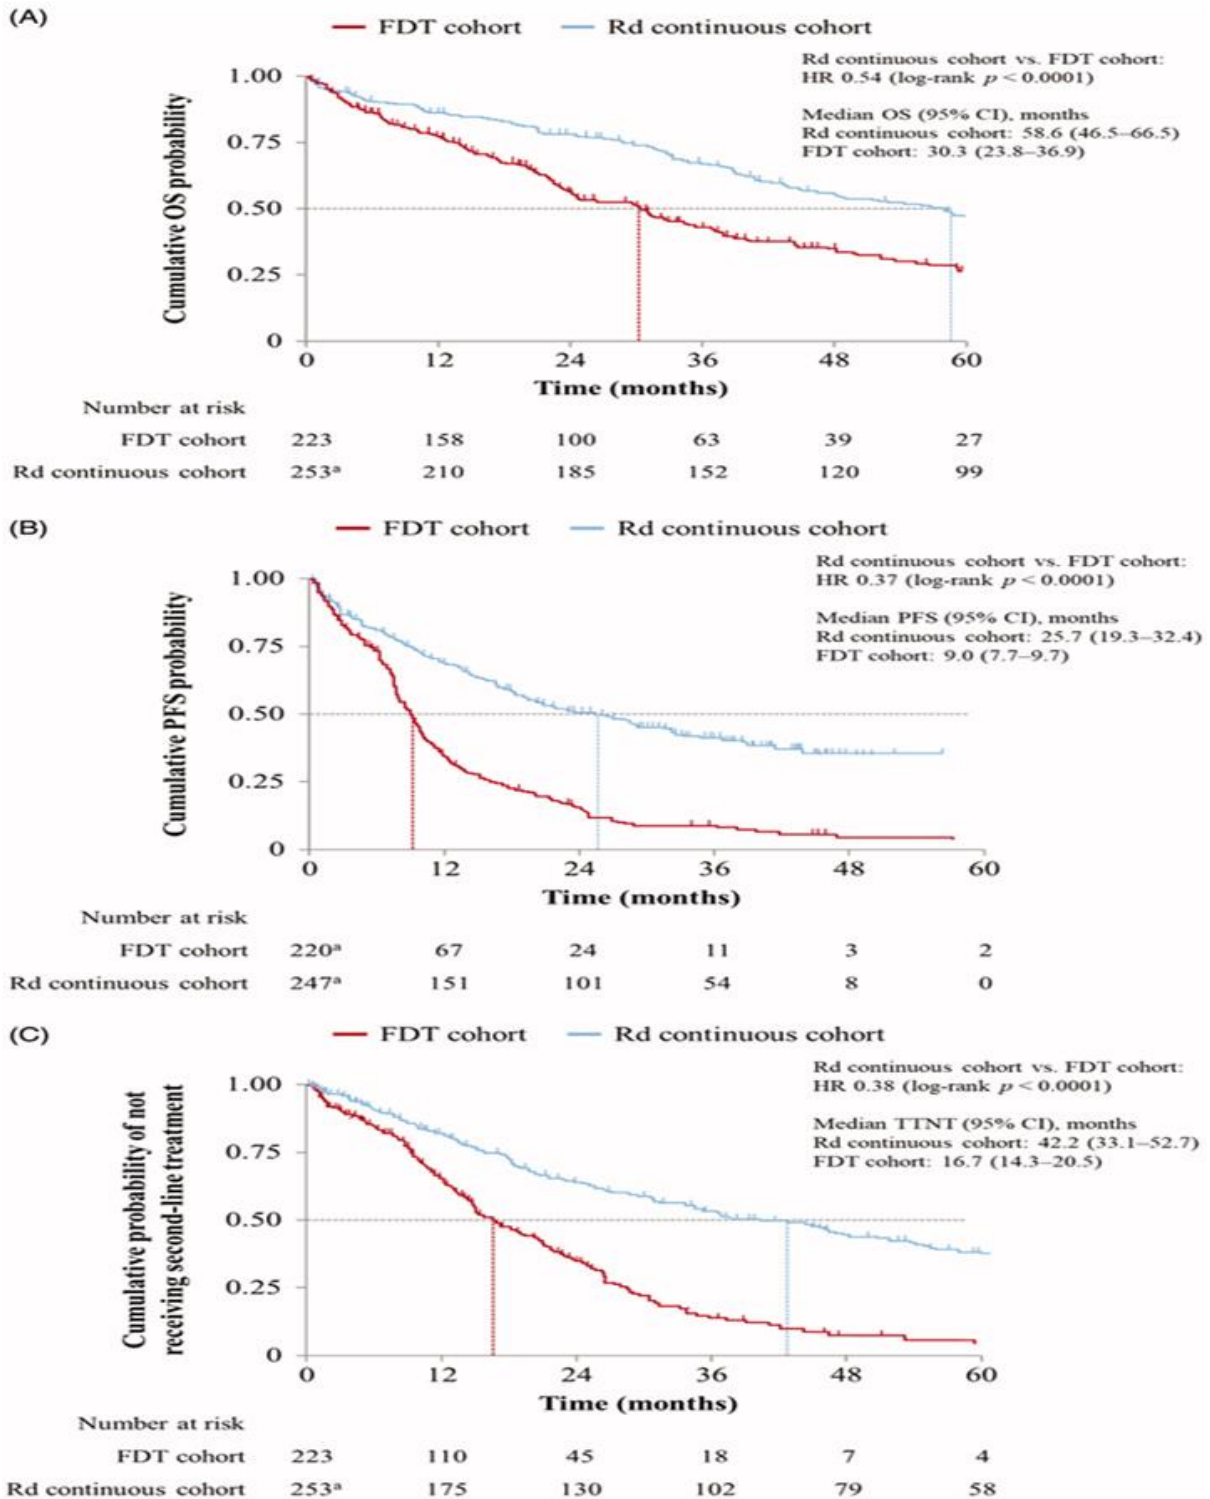 (A)
FDT cohort Rd continuous cohort
Rd continuous cohort vs. FDT cohort:
HR 0.54 (log-rank p < 0.0001)
Median OS (95% CI), months
Rd continuous cohort: 58.6 (46.5–66.5)
FDT cohort: 30.3 (23.8–36.9)
Cumulative OS probability
1.00
0.75
0.50
0.25
0
0 12 24 36 48 60
Time (months)
Number at risk
FDT cohort 223 158 100 63 39 27
Rd continuous cohort 253ᵃ 210 185 152 120 99
(B)
FDT cohort Rd continuous cohort
Rd continuous cohort vs. FDT cohort:
HR 0.37 (log-rank p < 0.0001)
Median PFS (95% CI), months
Rd continuous cohort: 25.7 (19.3–32.4)
FDT cohort: 9.0 (7.7–9.7)
Cumulative PFS probability
1.00
0.75
0.50
0.25
0
0 12 24 36 48 60
Time (months)
Number at risk
FDT cohort 220ᵃ 67 24 11 3 2
Rd continuous cohort 247ᵃ 151 101 54 8 0
(C)
FDT cohort Rd continuous cohort
Rd continuous cohort vs. FDT cohort:
HR 0.38 (log-rank p < 0.0001)
Median TTNT (95% CI), months
Rd continuous cohort: 42.2 (33.1–52.7)
FDT cohort: 16.7 (14.3–20.5)
Cumulative probability of not
receiving second-line treatment
1.00
0.75
0.50
0.25
0
0 12 24 36 48 60
Time (months)
Number at risk
FDT cohort 223 110 45 18 7 4
Rd continuous cohort 253ᵃ 175 130 102 79 58